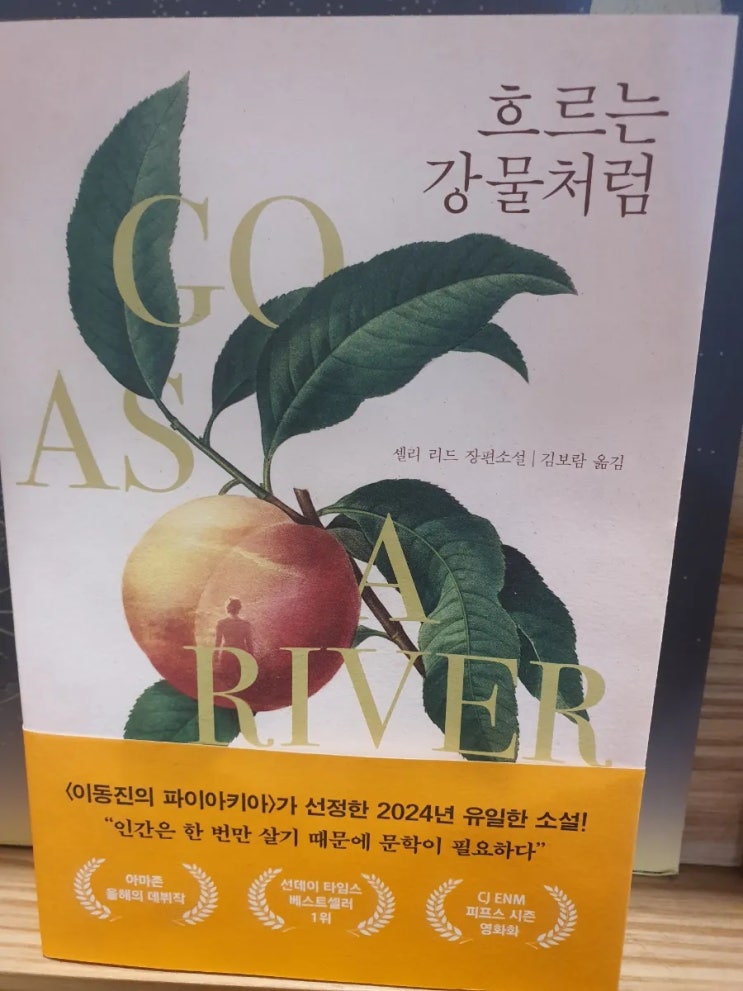 흐르는
강물처럼
GO
AS
셸리 리드 장편소설 | 김보람 옮김
A
RIVER
<이동진의 파이아키아>가 선정한 2024년 유일한 소설!
“인간은 한 번만 살기 때문에 문학이 필요하다”
아마존
올해의 데뷔작
선데이 타임스
베스트셀러
1위
CJ ENM
피프스 시즌
영화화